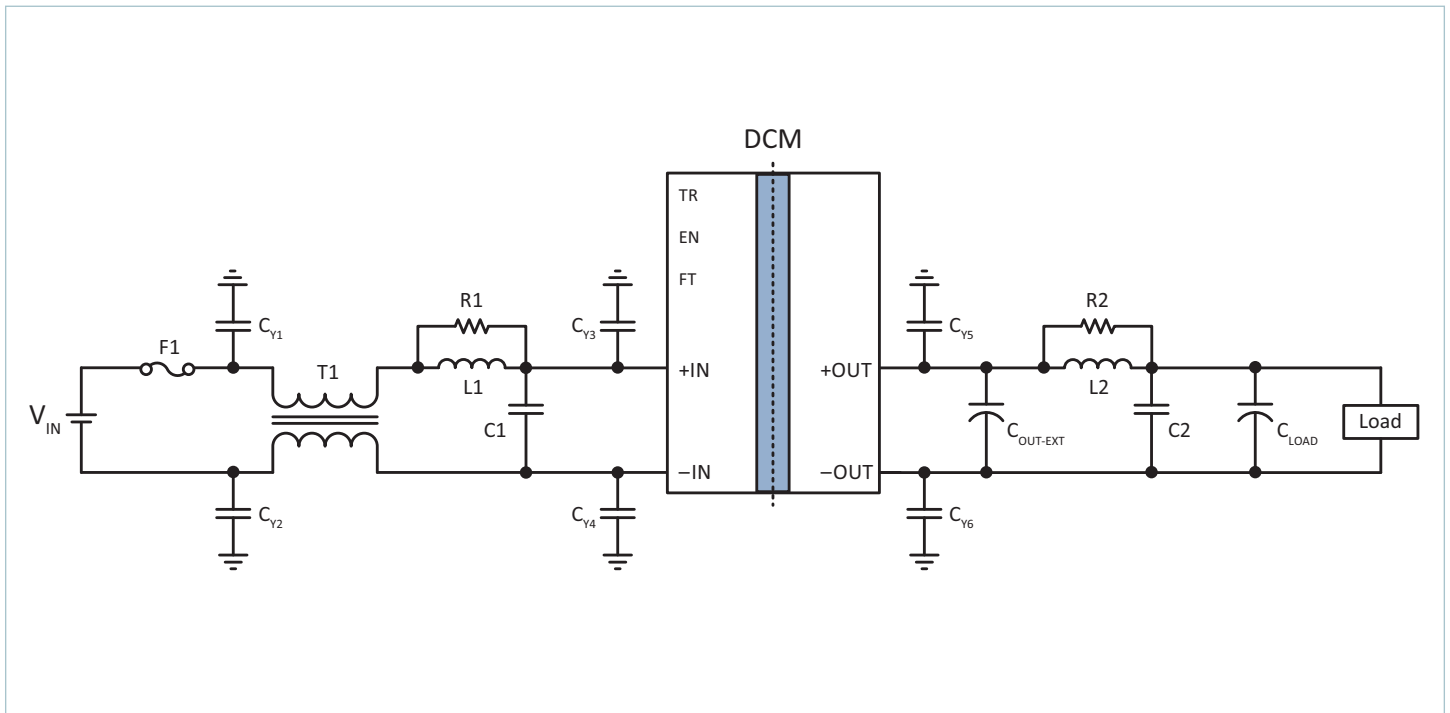 DCM
TR
EN
FT
R1
R2
C_Y1
C_Y3
C_Y5
F1
T1
L1
+IN
+OUT
L2
V_IN
C1
C_OUT-EXT
C2
C_LOAD
Load
−IN
−OUT
C_Y2
C_Y4
C_Y6